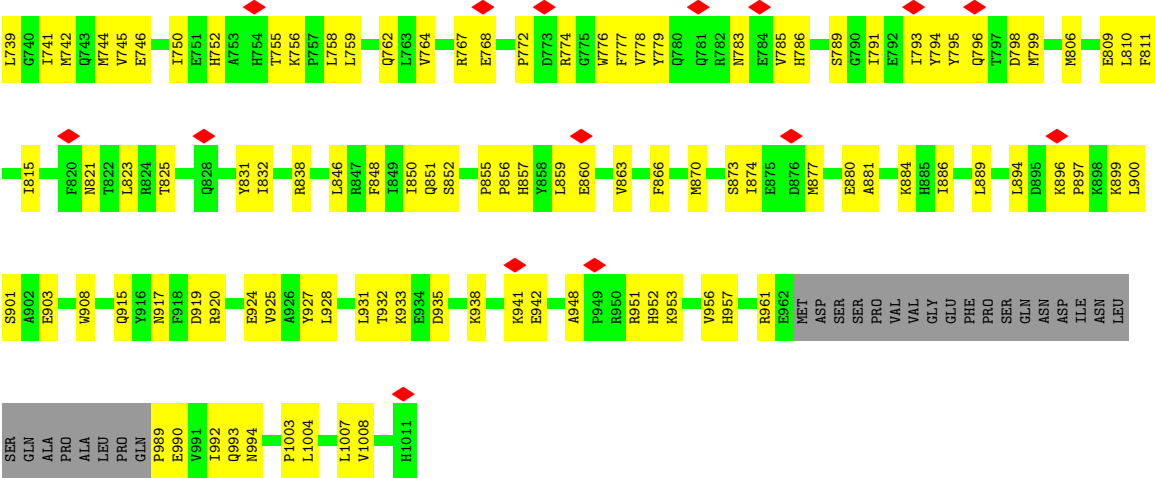 L739 G740 I741 M742 Q743 M744 V745 E746 I750 E751 H752 A753 H754 T755 K756 P757 L758 L759 Q762 L763 V764 R767 E768 P772 D773 R774 G775 W776 F777 V778 Y779 Q780 Q781 R782 N783 E784 V785 H786 S789 G790 I791 E792 I793 Y794 Y795 Q796 T797 D798 M799 M806 E809 L810 F811
I815 F820 N821 T822 L823 R824 T825 Q828 Y831 I832 R838 L846 R847 F848 I849 I850 Q851 S852 P855 P856 H857 Y858 L859 E860 V863 F866 M870 S873 I874 E875 D876 M877 E880 A881 K884 H885 I886 L889 L894 D895 K896 P897 K898 K899 L900
S901 A902 E903 W908 Q915 Y916 N917 F918 D919 R920 E924 V925 A926 Y927 L928 L931 T932 K933 E934 D935 K938 K941 E942 A948 P949 R950 R951 H952 K953 V956 H957 R961 E962 MET ASP SER SER PRO VAL VAL GLY GLU PHE PRO SER GLN ASN ASP ILE ASN LEU
SER GLN ALA PRO ALA LEU PRO GLN P989 E990 V991 I992 Q993 N994 P1003 L1004 L1007 V1008 H1011